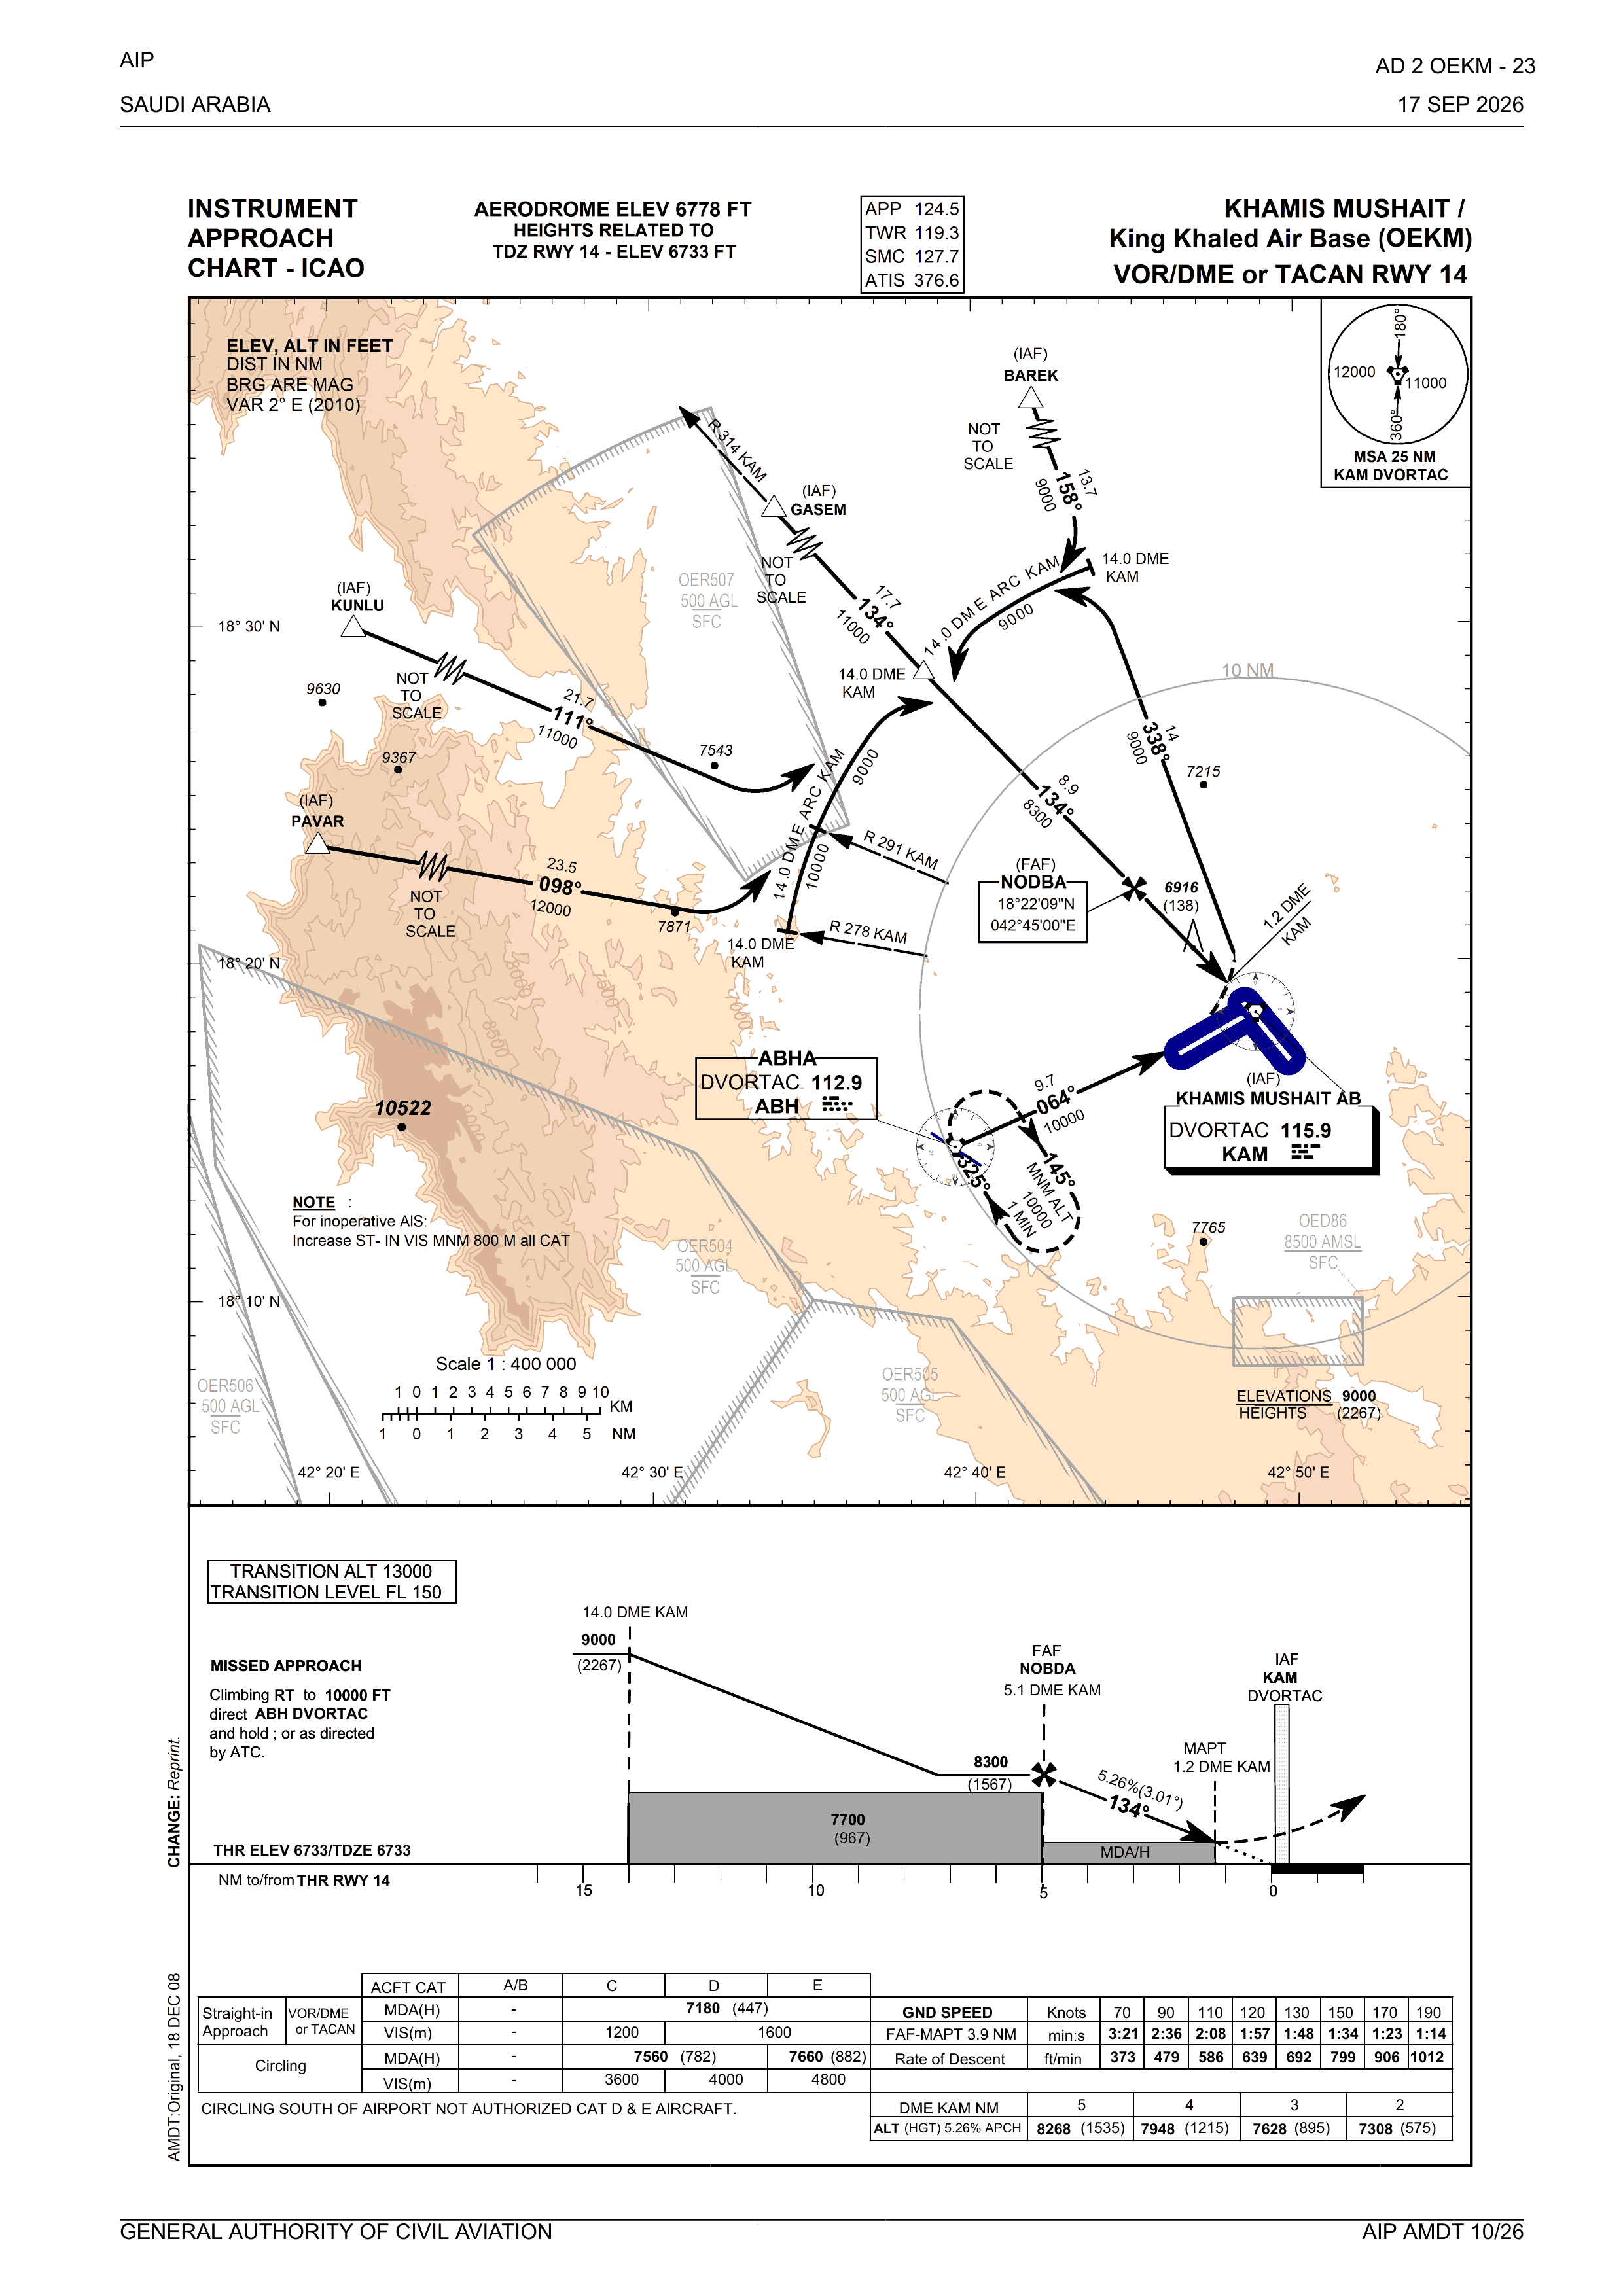 AIP
AD 2 OEKM - 23
SAUDI ARABIA
17 SEP 2026
INSTRUMENT
APPROACH
CHART - ICAO
AERODROME ELEV 6778 FT
HEIGHTS RELATED TO
TDZ RWY 14 - ELEV 6733 FT
APP 124.5
TWR 119.3
SMC 127.7
ATIS 376.6
KHAMIS MUSHAIT /
King Khaled Air Base (OEKM)
VOR/DME or TACAN RWY 14
ELEV, ALT IN FEET
DIST IN NM
BRG ARE MAG
VAR 2° E (2010)
180°
12000
11000
360°
MSA 25 NM
KAM DVORTAC
(IAF)
BAREK
NOT
TO
SCALE
13.7
158°
9000
R 314 KAM
(IAF)
GASEM
NOT
TO
SCALE
17.7
134°
11000
OER507
500 AGL
SFC
14.0 DME ARC KAM
9000
14.0 DME
KAM
(IAF)
KUNLU
18° 30' N
NOT
TO
SCALE
21.7
111°
11000
9630
9367
7543
14.0 DME
KAM
10 NM
14
338°
9000
7215
8.9
134°
8300
14.0 DME ARC KAM
9000
10000
R 291 KAM
R 278 KAM
14.0 DME
KAM
(IAF)
PAVAR
NOT
TO
SCALE
23.5
098°
12000
7871
(FAF)
NODBA
18°22'09"N
042°45'00"E
6916
(138)
1.2 DME
KAM
18° 20' N
8500
10522
ABHA
DVORTAC 112.9
ABH
9.7
064°
10000
325°
145°
MNM ALT
10000
1 MIN
(IAF)
KHAMIS MUSHAIT AB
DVORTAC 115.9
KAM
NOTE :
For inoperative AIS:
Increase ST- IN VIS MNM 800 M all CAT
OER504
500 AGL
SFC
7765
OED86
8500 AMSL
SFC
18° 10' N
Scale 1 : 400 000
1 0 1 2 3 4 5 6 7 8 9 10
KM
1 0 1 2 3 4 5 NM
OER506
500 AGL
SFC
OER505
500 AGL
SFC
ELEVATIONS 9000
HEIGHTS (2267)
42° 20' E
42° 30' E
42° 40' E
42° 50' E
TRANSITION ALT 13000
TRANSITION LEVEL FL 150
MISSED APPROACH
Climbing RT to 10000 FT
direct ABH DVORTAC
and hold ; or as directed
by ATC.
14.0 DME KAM
9000
(2267)
FAF
NOBDA
5.1 DME KAM
8300
(1567)
5.26%(3.01°)
134°
MAPT
1.2 DME KAM
IAF
KAM
DVORTAC
7700
(967)
MDA/H
THR ELEV 6733/TDZE 6733
NM to/from THR RWY 14
15
10
5
0
CHANGE: Reprint.
AMDT:Original, 18 DEC 08
ACFT CAT A/B C D E
Straight-in Approach VOR/DME or TACAN MDA(H) - 7180 (447)
VIS(m) - 1200 1600
Circling MDA(H) - 7560 (782) 7660 (882)
VIS(m) - 3600 4000 4800
CIRCLING SOUTH OF AIRPORT NOT AUTHORIZED CAT D & E AIRCRAFT.
GND SPEED Knots 70 90 110 120 130 150 170 190
FAF-MAPT 3.9 NM min:s 3:21 2:36 2:08 1:57 1:48 1:34 1:23 1:14
Rate of Descent ft/min 373 479 586 639 692 799 906 1012
DME KAM NM 5 4 3 2
ALT (HGT) 5.26% APCH 8268 (1535) 7948 (1215) 7628 (895) 7308 (575)
GENERAL AUTHORITY OF CIVIL AVIATION
AIP AMDT 10/26